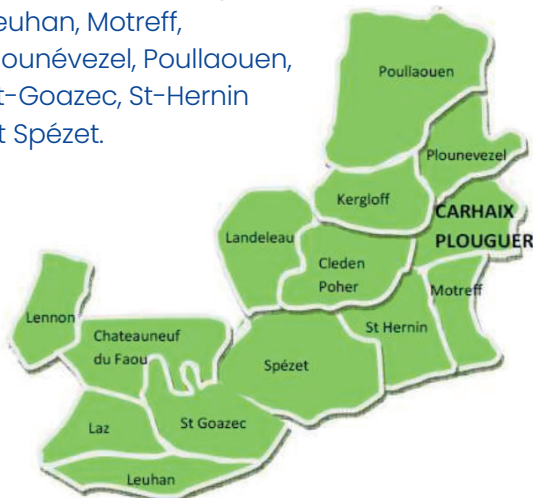 euhan, Motreff,
ounévezel, Poullaouen,
t-Goazec, St-Hernin
t Spézet.
Poullaouen
Plounevezel
Kergloff
CARHAIX
PLOUGUER
Landeleau
Cleden
Poher
Motreff
Lennon
St Hernin
Chateauneuf
du Faou
Spézet
Laz
St Goazec
Leuhan